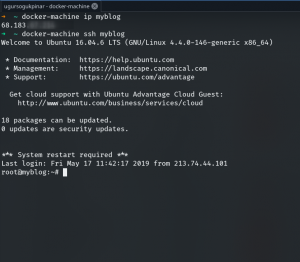 ugursogukpinar - docker-machine
→ ~ docker-machine ip myblog
68.183
→ ~ docker-machine ssh myblog
Welcome to Ubuntu 16.04.6 LTS (GNU/Linux 4.4.0-146-generic x86_64)
* Documentation: https://help.ubuntu.com
* Management: https://landscape.canonical.com
* Support: https://ubuntu.com/advantage
Get cloud support with Ubuntu Advantage Cloud Guest:
http://www.ubuntu.com/business/services/cloud
18 packages can be updated.
0 updates are security updates.
*** System restart required ***
Last login: Fri May 17 11:42:17 2019 from 213.74.44.101
root@myblog:~#